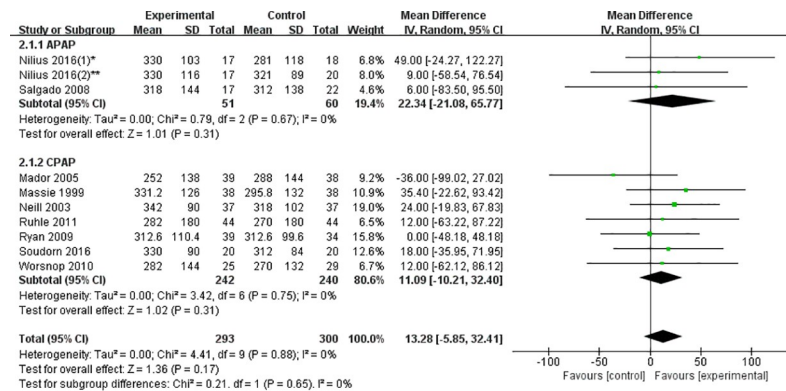 Experimental Control Mean Difference Mean Difference
Study or Subgroup Mean SD Total Mean SD Total Weight IV, Random, 95% CI IV, Random, 95% CI
2.1.1 APAP
Nilius 2016(1)* 330 103 17 281 118 18 6.8% 49.00 [-24.27, 122.27]
Nilius 2016(2)** 330 116 17 321 89 20 8.0% 9.00 [-58.54, 76.54]
Salgado 2008 318 144 17 312 138 22 4.6% 6.00 [-83.50, 95.50]
Subtotal (95% CI) 51 60 19.4% 22.34 [-21.08, 65.77]
Heterogeneity: Tau² = 0.00; Chi² = 0.79, df = 2 (P = 0.67); I² = 0%
Test for overall effect: Z = 1.01 (P = 0.31)
2.1.2 CPAP
Mador 2005 252 138 39 288 144 38 9.2% -36.00 [-99.02, 27.02]
Massie 1999 331.2 126 38 295.8 132 38 10.9% 35.40 [-22.62, 93.42]
Neill 2003 342 90 37 318 102 37 19.0% 24.00 [-19.83, 67.83]
Ruhle 2011 282 180 44 270 180 44 6.5% 12.00 [-63.22, 87.22]
Ryan 2009 312.6 110.4 39 312.6 99.6 34 15.8% 0.00 [-48.18, 48.18]
Soudorn 2016 330 90 20 312 84 20 12.6% 18.00 [-35.95, 71.95]
Worsnop 2010 282 144 25 270 132 29 6.7% 12.00 [-62.12, 86.12]
Subtotal (95% CI) 242 240 80.6% 11.09 [-10.21, 32.40]
Heterogeneity: Tau² = 0.00; Chi² = 3.42, df = 6 (P = 0.75); I² = 0%
Test for overall effect: Z = 1.02 (P = 0.31)
Total (95% CI) 293 300 100.0% 13.28 [-5.85, 32.41]
Heterogeneity: Tau² = 0.00; Chi² = 4.41, df = 9 (P = 0.88); I² = 0%
Test for overall effect: Z = 1.36 (P = 0.17)
Test for subgroup differences: Chi² = 0.21, df = 1 (P = 0.65), I² = 0%
-100 -50 0 50 100
Favours [control] Favours [experimental]